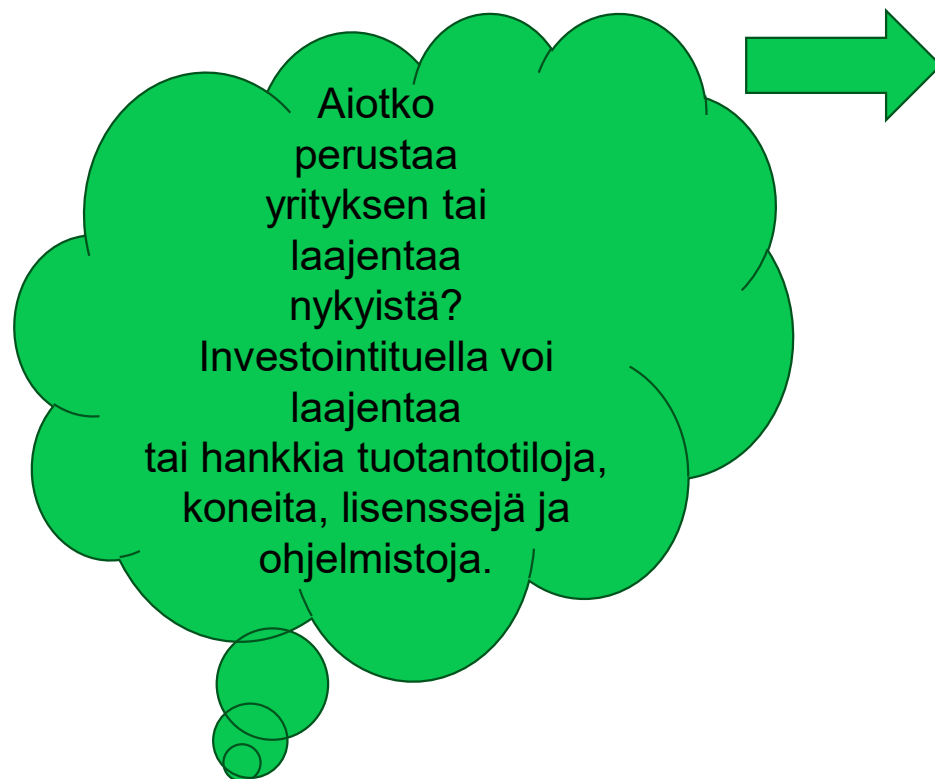 Aiotko
perustaa
yrityksen tai
laajentaa
nykyistä?
Investointituella voi
laajentaa
tai hankkia tuotantotiloja,
koneita, lisenssejä ja
ohjelmistoja.